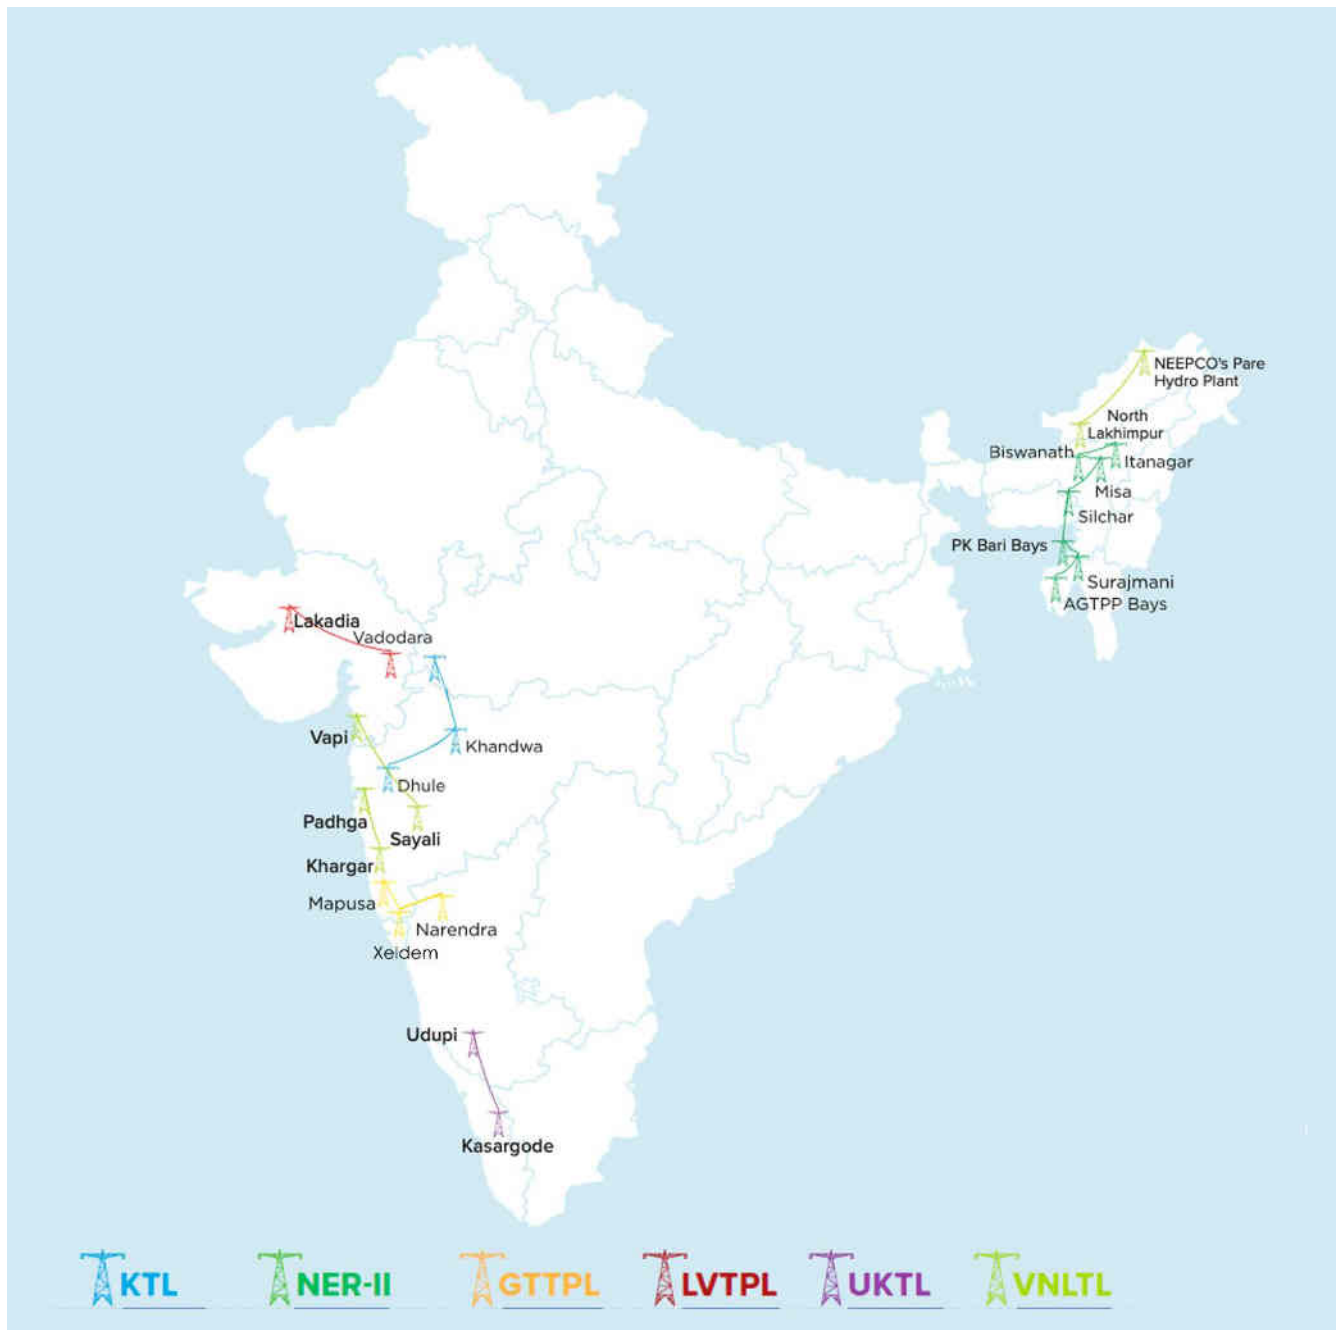 NEEPCO's Pare
Hydro Plant
North
Lakhimpur
Biswanath
Itanagar
Misa
Silchar
PK Bari Bays
Surajmani
AGTPP Bays
Lakadia
Vadodara
Vapi
Khandwa
Dhule
Padhga
Sayali
Khargar
Mapusa
Narendra
Xeldem
Udupi
Kasargode
KTL
NER-II
GTTPL
LVTPL
UKTL
VNLTL